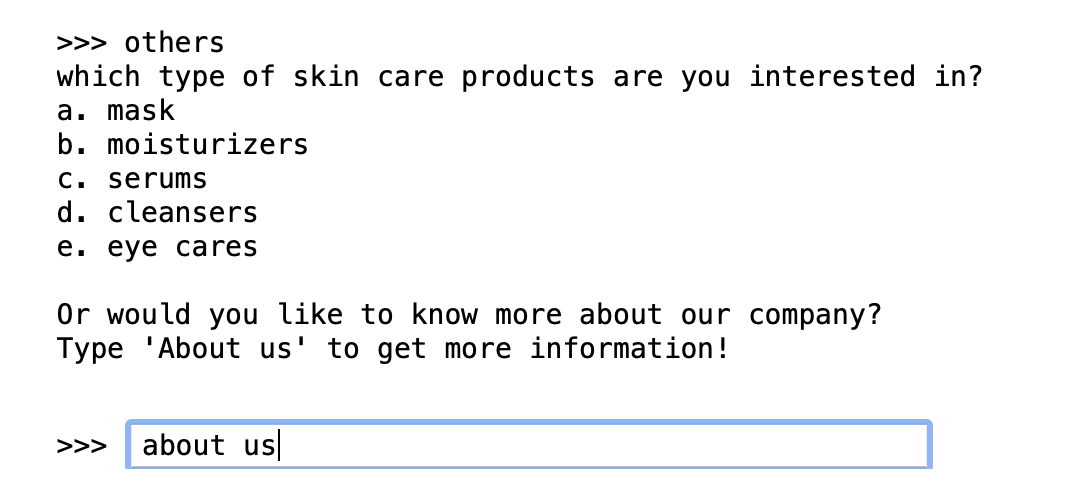 >>> others
which type of skin care products are you interested in?
a. mask
b. moisturizers
c. serums
d. cleansers
e. eye cares
Or would you like to know more about our company?
Type 'About us' to get more information!
>>> about us